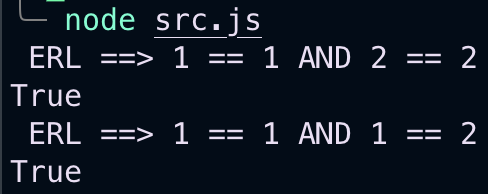 node src.js
ERL ==> 1 == 1 AND 2 == 2
True
ERL ==> 1 == 1 AND 1 == 2
True